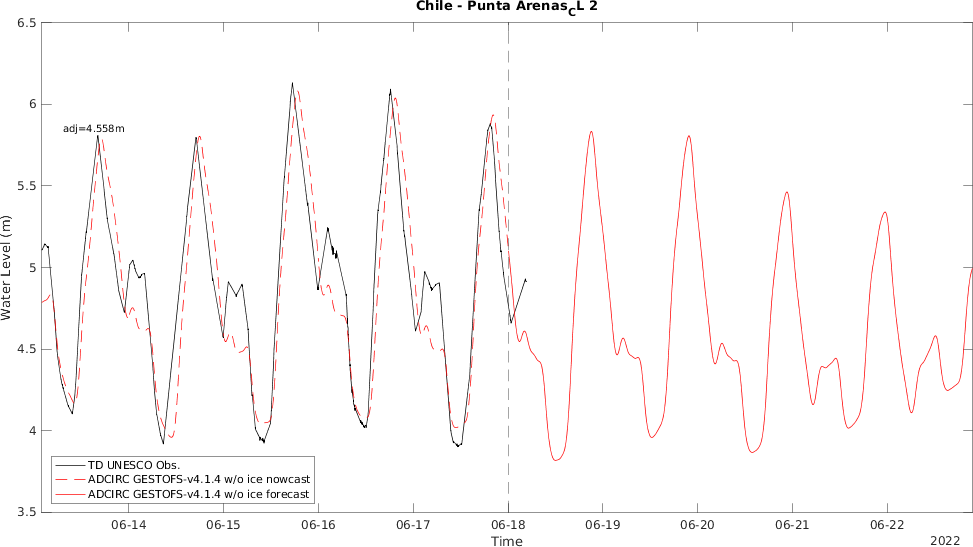 Chile - Punta Arenas_CL 2
6.5
6
5.5
5
4.5
4
3.5
Water Level (m)
adj=4.558m
TD UNESCO Obs.
ADCIRC GESTOFS-v4.1.4 w/o ice nowcast
ADCIRC GESTOFS-v4.1.4 w/o ice forecast
06-14
06-15
06-16
06-17
06-18
06-19
06-20
06-21
06-22
Time
2022